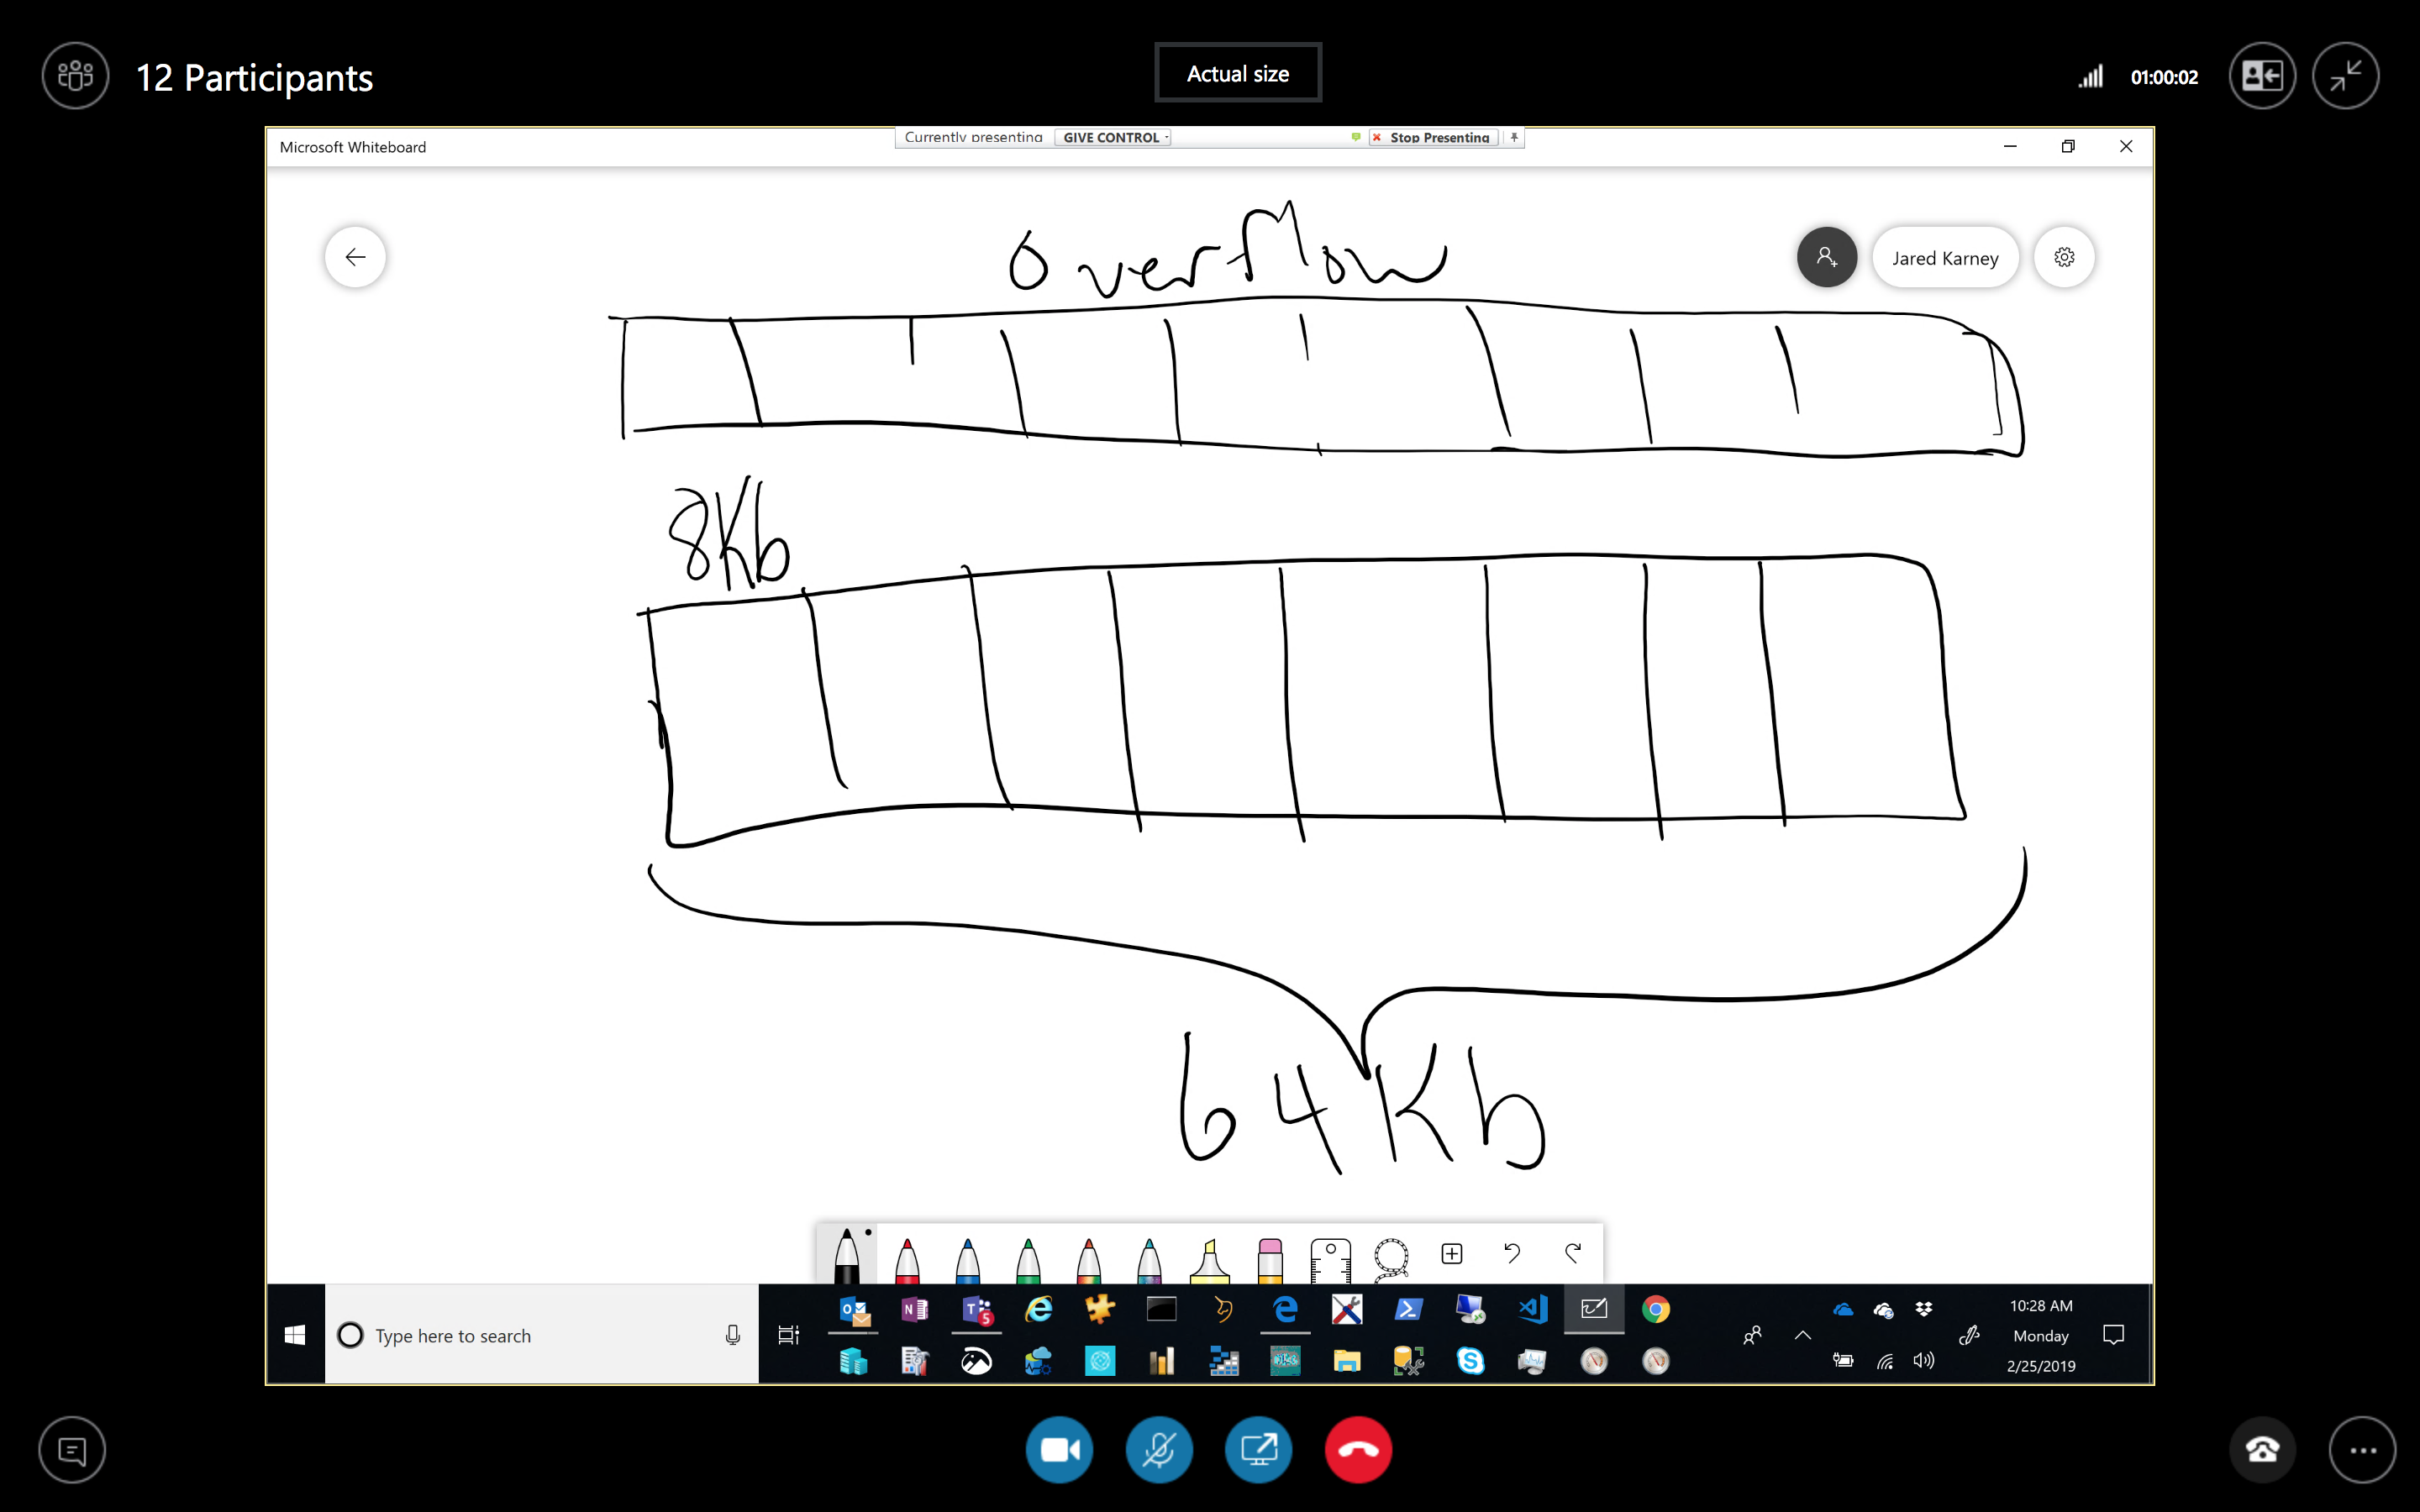 12 Participants
Actual size
01:00:02
Microsoft Whiteboard
Currently presenting GIVE CONTROL Stop Presenting
Overflow
Jared Karney
8Kb
64Kb
Type here to search
10:28 AM
Monday
2/25/2019